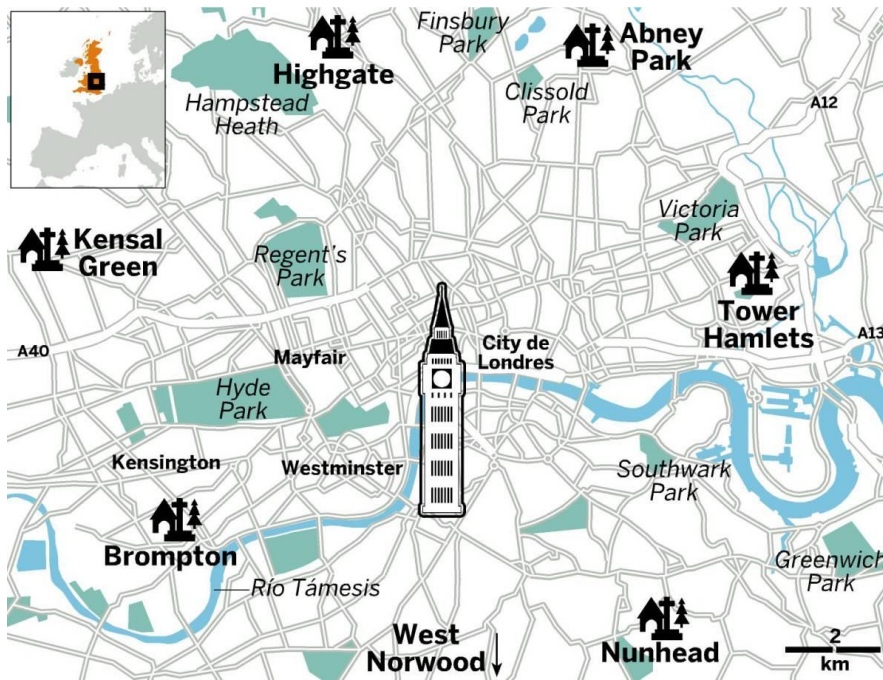 Finsbury
Park
Abney
Park
Highgate
Hampstead
Heath
Clissold
Park
A12
Kensal
Green
Regent's
Park
Victoria
Park
Tower
Hamlets
A40
Mayfair
City de
Londres
A13
Hyde
Park
Kensington
Westminster
Southwark
Park
Brompton
Río Támesis
Greenwich
Park
West
Norwood
Nunhead
2
km